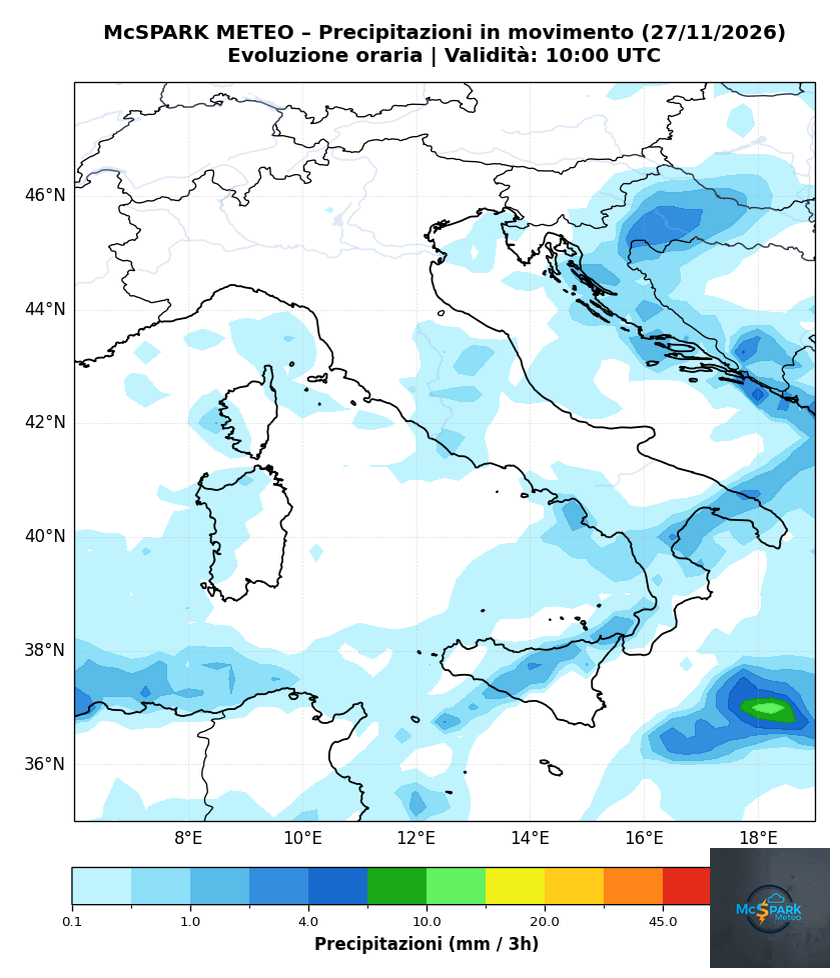 McSPARK METEO – Precipitazioni in movimento (27/11/2026)
Evoluzione oraria | Validità: 10:00 UTC
46°N
44°N
42°N
40°N
38°N
36°N
8°E 10°E 12°E 14°E 16°E 18°E
0.1 1.0 4.0 10.0 20.0 45.0
Precipitazioni (mm / 3h)
McSPARK
Meteo